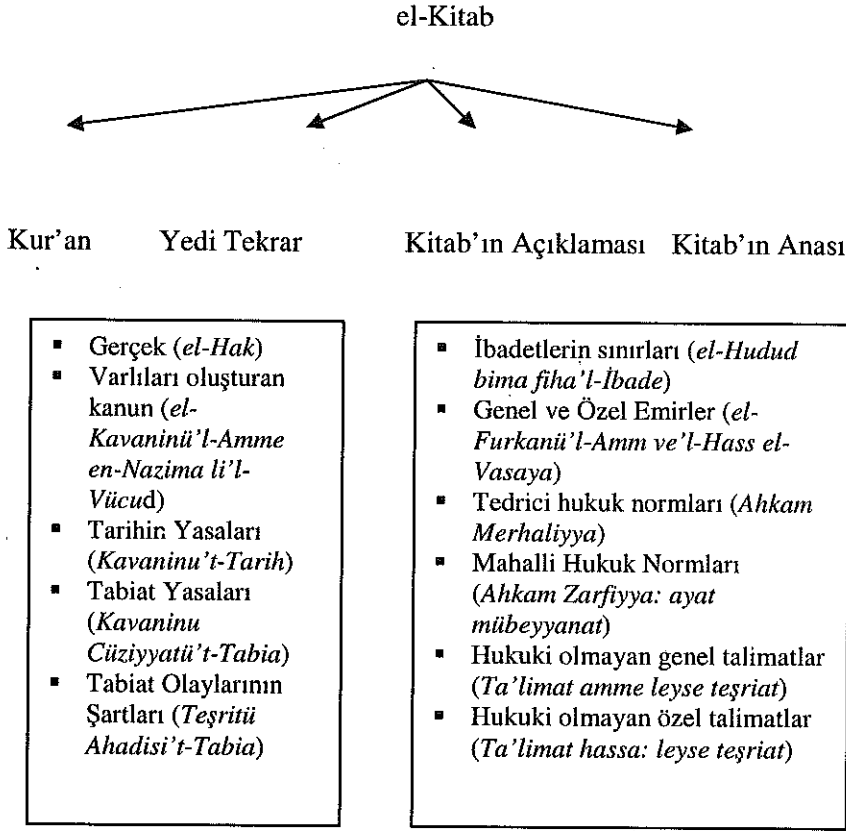 el-Kitab
Kur'an Yedi Tekrar Kitab'ın Açıklaması Kitab'ın Anası
▪ Gerçek (el-Hak)
▪ Varlıları oluşturan
kanun (el-
Kavaninü'l-Amme
en-Nazima li'l-
Vücud)
▪ Tarihin Yasaları
(Kavaninu't-Tarih)
▪ Tabiat Yasaları
(Kavaninu
Cüziyyatü't-Tabia)
▪ Tabiat Olaylarının
Şartları (Teşritü
Ahadisi't-Tabia)
▪ İbadetlerin sınırları (el-Hudud
bima fiha'l-İbade)
▪ Genel ve Özel Emirler (el-
Furkanü'l-Amm ve'l-Hass el-
Vasaya)
▪ Tedrici hukuk normları (Ahkam
Merhaliyya)
▪ Mahalli Hukuk Normları
(Ahkam Zarfiyya: ayat
mübeyyanat)
▪ Hukuki olmayan genel talimatlar
(Ta'limat amme leyse teşriat)
▪ Hukuki olmayan özel talimatlar
(Ta'limat hassa: leyse teşriat)